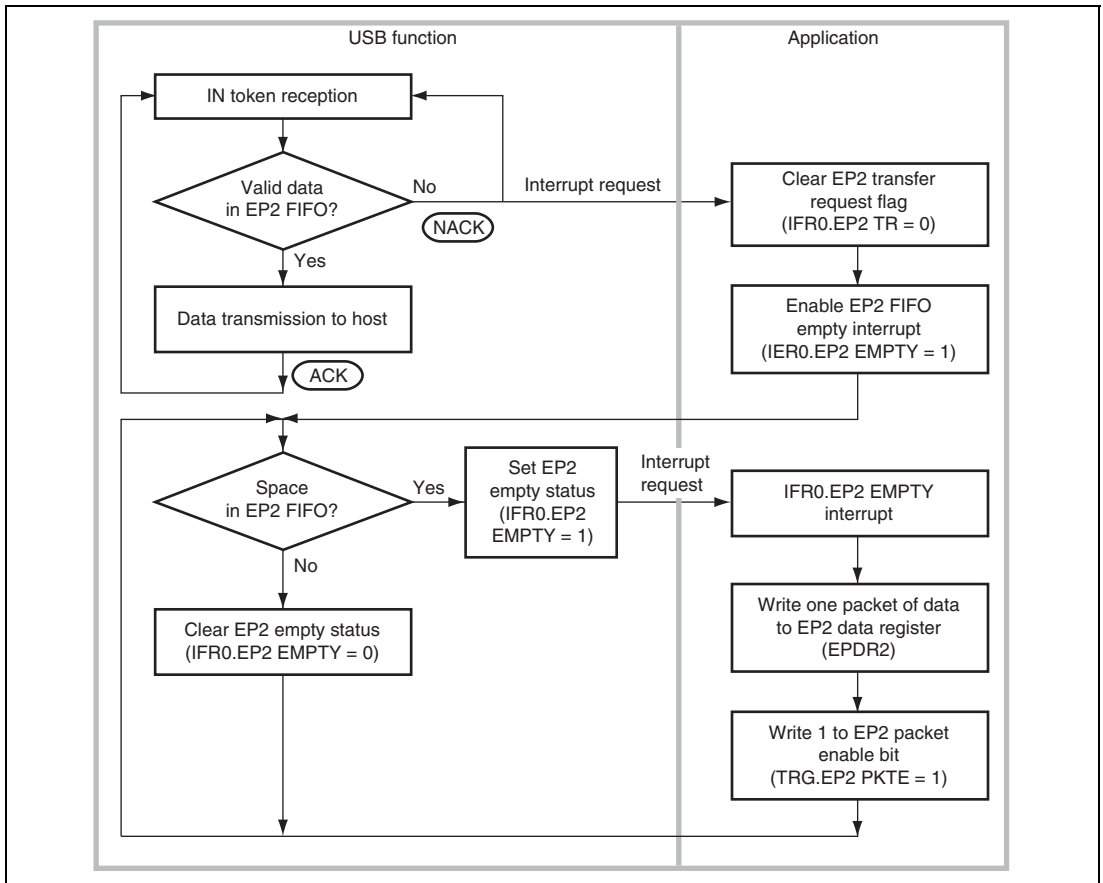 USB function
Application
IN token reception
Valid data
in EP2 FIFO?
No
NACK
Interrupt request
Clear EP2 transfer
request flag
(IFR0.EP2 TR = 0)
Yes
Data transmission to host
ACK
Enable EP2 FIFO
empty interrupt
(IER0.EP2 EMPTY = 1)
Space
in EP2 FIFO?
Yes
Set EP2
empty status
(IFR0.EP2
EMPTY = 1)
Interrupt
request
IFR0.EP2 EMPTY
interrupt
No
Clear EP2 empty status
(IFR0.EP2 EMPTY = 0)
Write one packet of data
to EP2 data register
(EPDR2)
Write 1 to EP2 packet
enable bit
(TRG.EP2 PKTE = 1)